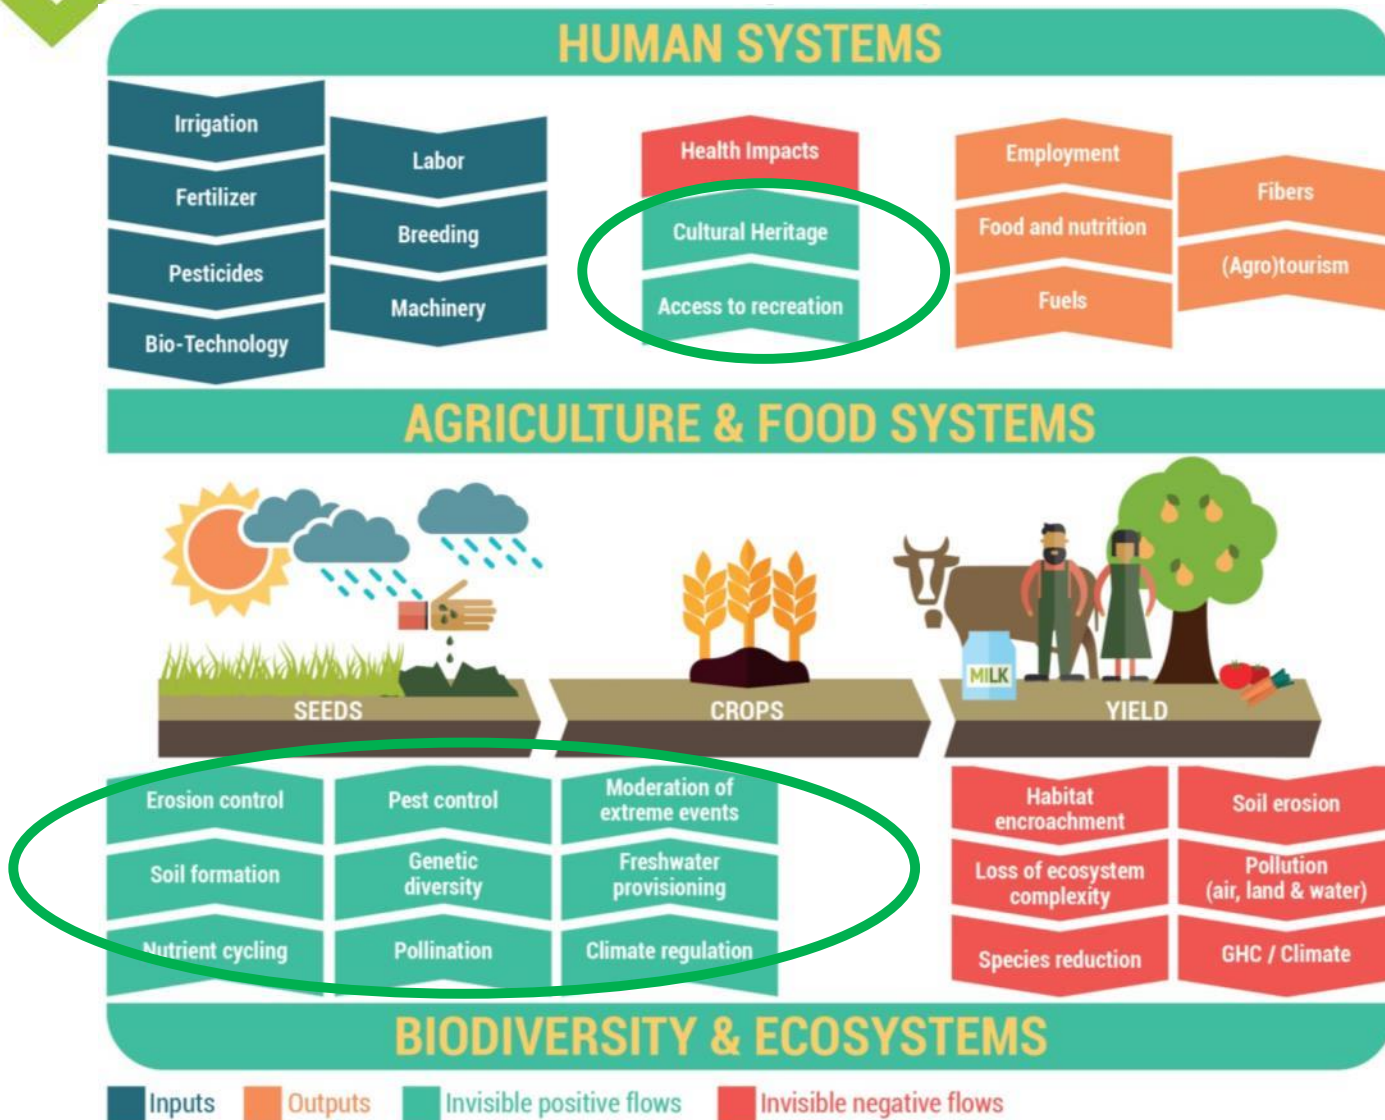 HUMAN SYSTEMS
Irrigation
Fertilizer
Pesticides
Bio-Technology
Labor
Breeding
Machinery
Health Impacts
Cultural Heritage
Access to recreation
Employment
Food and nutrition
Fuels
Fibers
(Agro)tourism
AGRICULTURE & FOOD SYSTEMS
MILK
SEEDS
CROPS
YIELD
Erosion control
Soil formation
Nutrient cycling
Pest control
Genetic
diversity
Pollination
Moderation of
extreme events
Freshwater
provisioning
Climate regulation
Habitat
encroachment
Loss of ecosystem
complexity
Species reduction
Soil erosion
Pollution
(air, land & water)
GHC / Climate
BIODIVERSITY & ECOSYSTEMS
Inputs
Outputs
Invisible positive flows
Invisible negative flows